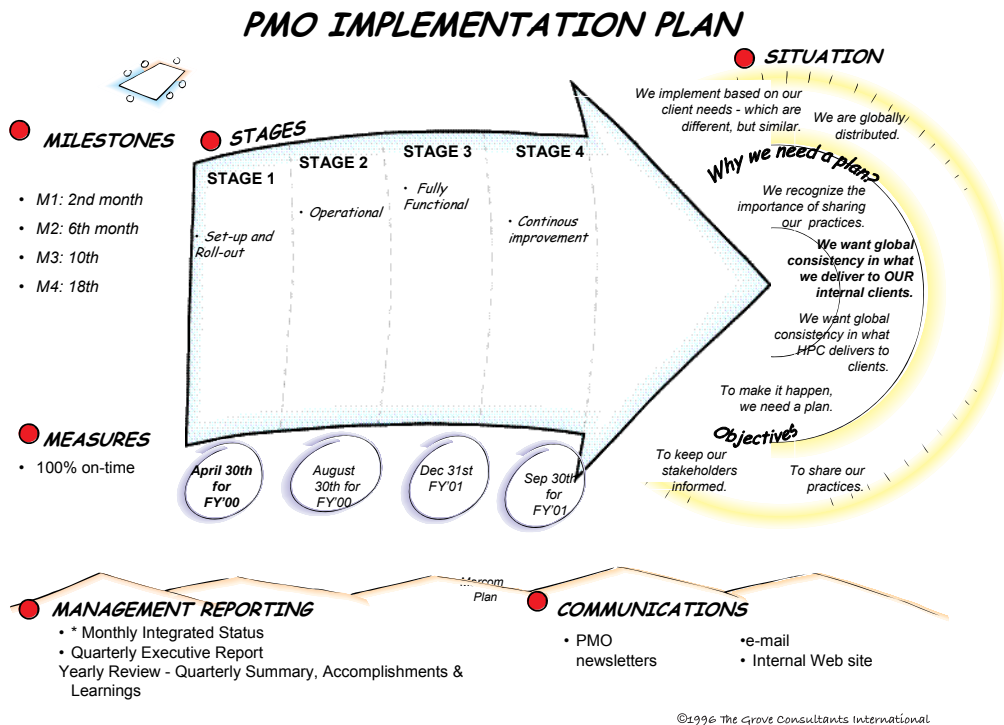 PMO IMPLEMENTATION PLAN
SITUATION
We implement based on our
client needs - which are
different, but similar.
We are globally
distributed.
MILESTONES
• M1: 2nd month
• M2: 6th month
• M3: 10th
• M4: 18th
STAGES
STAGE 1
• Set-up and
Roll-out
STAGE 2
• Operational
STAGE 3
• Fully
Functional
STAGE 4
• Continous
improvement
Why we need a plan?
We recognize the
importance of sharing
our practices.
We want global
consistency in what
we deliver to OUR
internal clients.
We want global
consistency in what
HPC delivers to
clients.
To make it happen,
we need a plan.
Objectives
To keep our
stakeholders
informed.
To share our
practices.
MEASURES
• 100% on-time
April 30th
for
FY'00
August
30th for
FY'00
Dec 31st
FY'01
Sep 30th
for
FY'01
Plan
MANAGEMENT REPORTING
• * Monthly Integrated Status
• Quarterly Executive Report
Yearly Review - Quarterly Summary, Accomplishments &
Learnings
COMMUNICATIONS
• PMO
newsletters
•e-mail
• Internal Web site
©1996 The Grove Consultants International